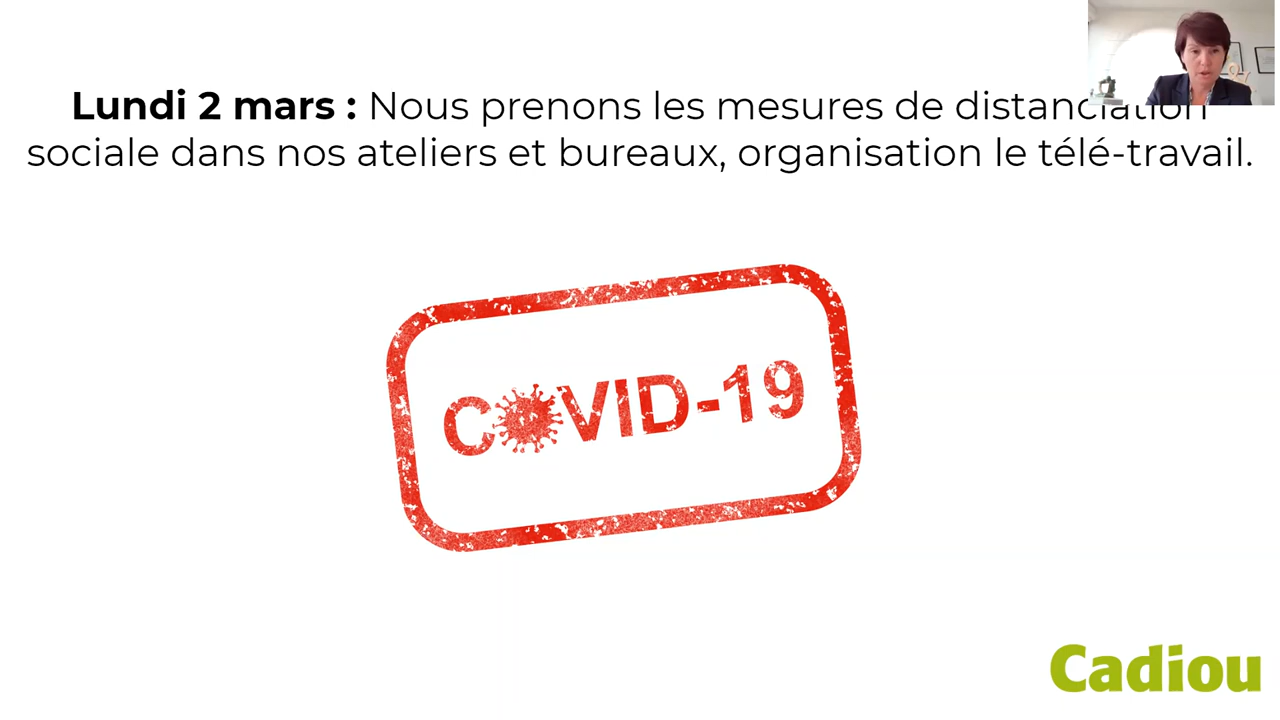 Lundi 2 mars : Nous prenons les mesures de distanciation
sociale dans nos ateliers et bureaux, organisation le télé-travail.
COVID-19
Cadiou